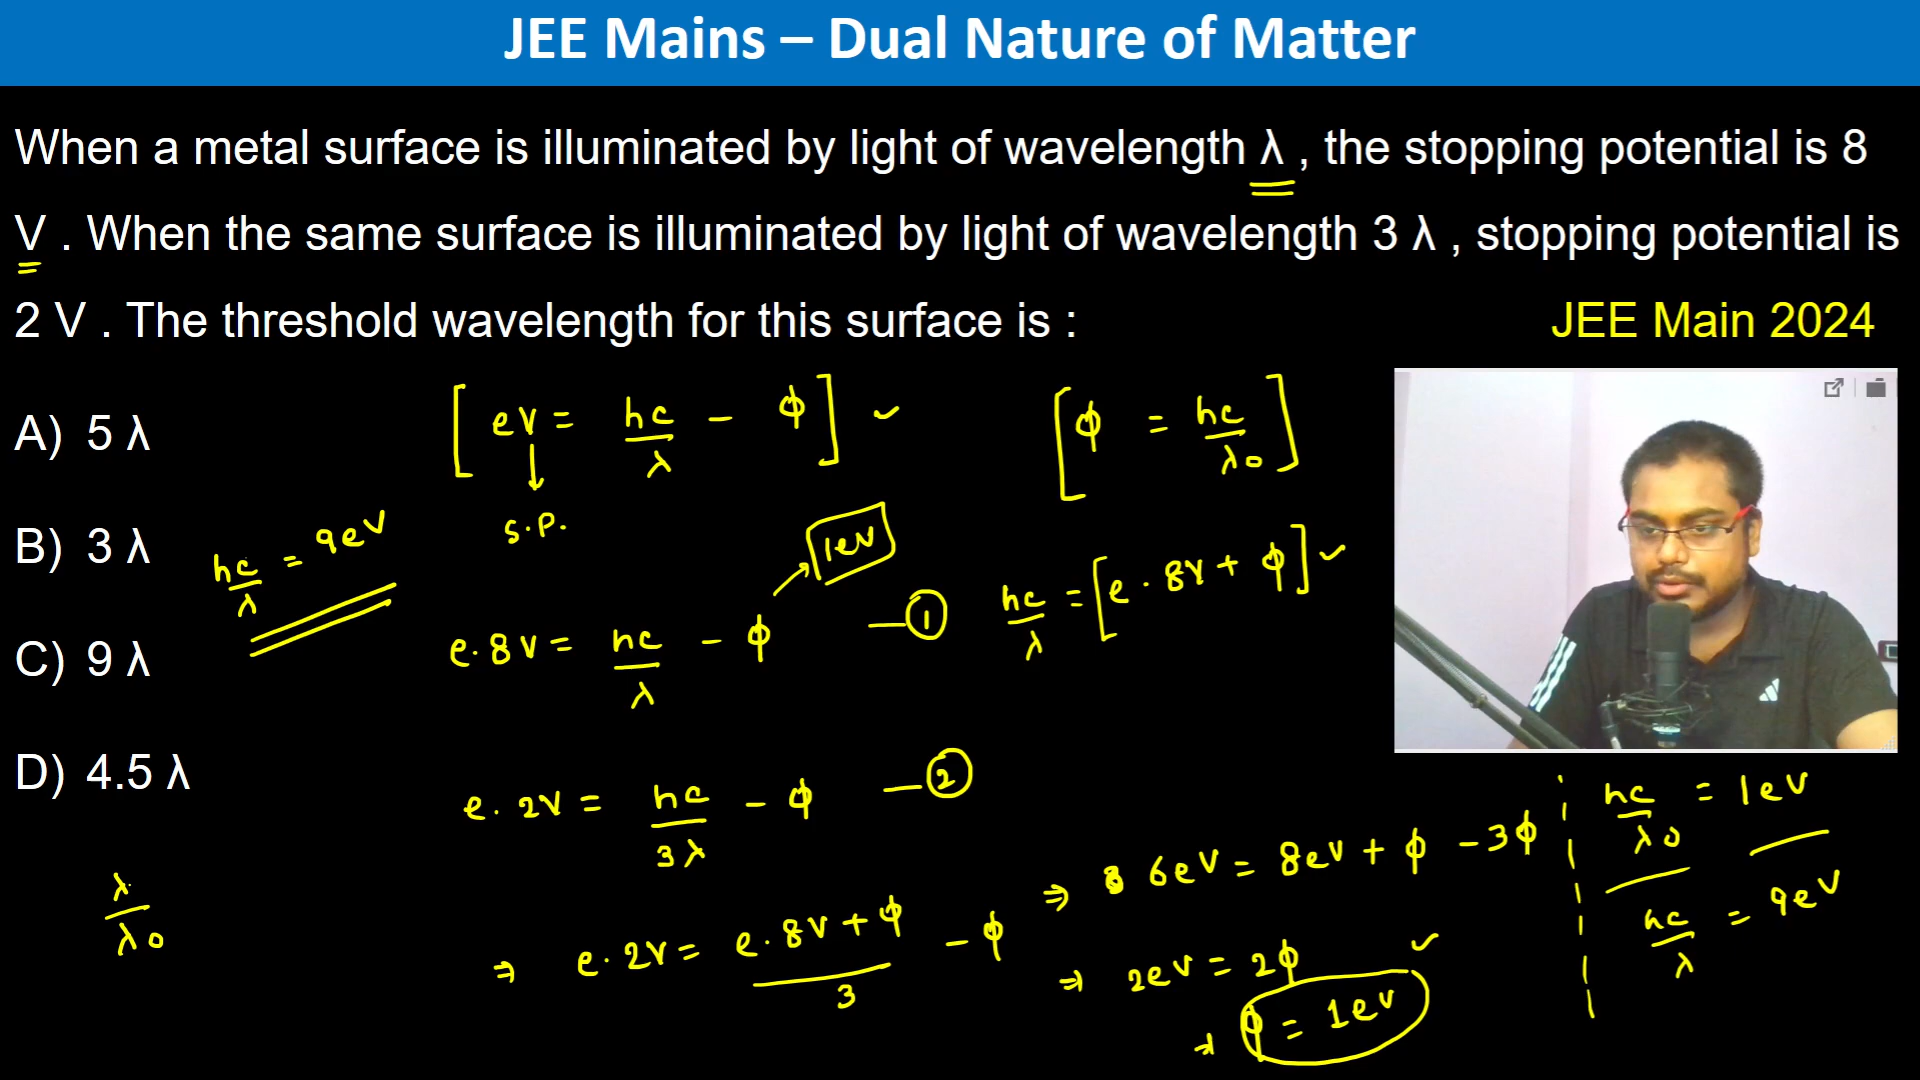 JEE Mains – Dual Nature of Matter
When a metal surface is illuminated by light of wavelength λ , the stopping potential is 8
V . When the same surface is illuminated by light of wavelength 3 λ , stopping potential is
2 V . The threshold wavelength for this surface is :
JEE Main 2024
A) 5 λ
B) 3 λ
C) 9 λ
D) 4.5 λ
[ eV = hc/λ - ϕ ] ✓
S.P.
[ ϕ = hc/λ0 ]
hc/λ = 9eV
1eV
e.8V = hc/λ - ϕ —①
hc/λ = [e.8V + ϕ] ✓
e.2V = hc/3λ - ϕ —②
⇒ e.2V = e.8V + ϕ/3 - ϕ
⇒ 6eV = 8eV + ϕ - 3ϕ
⇒ 2eV = 2ϕ ✓
⇒ ϕ = 1eV
hc/λ0 = 1eV
hc/λ = 9eV
λ/λ0